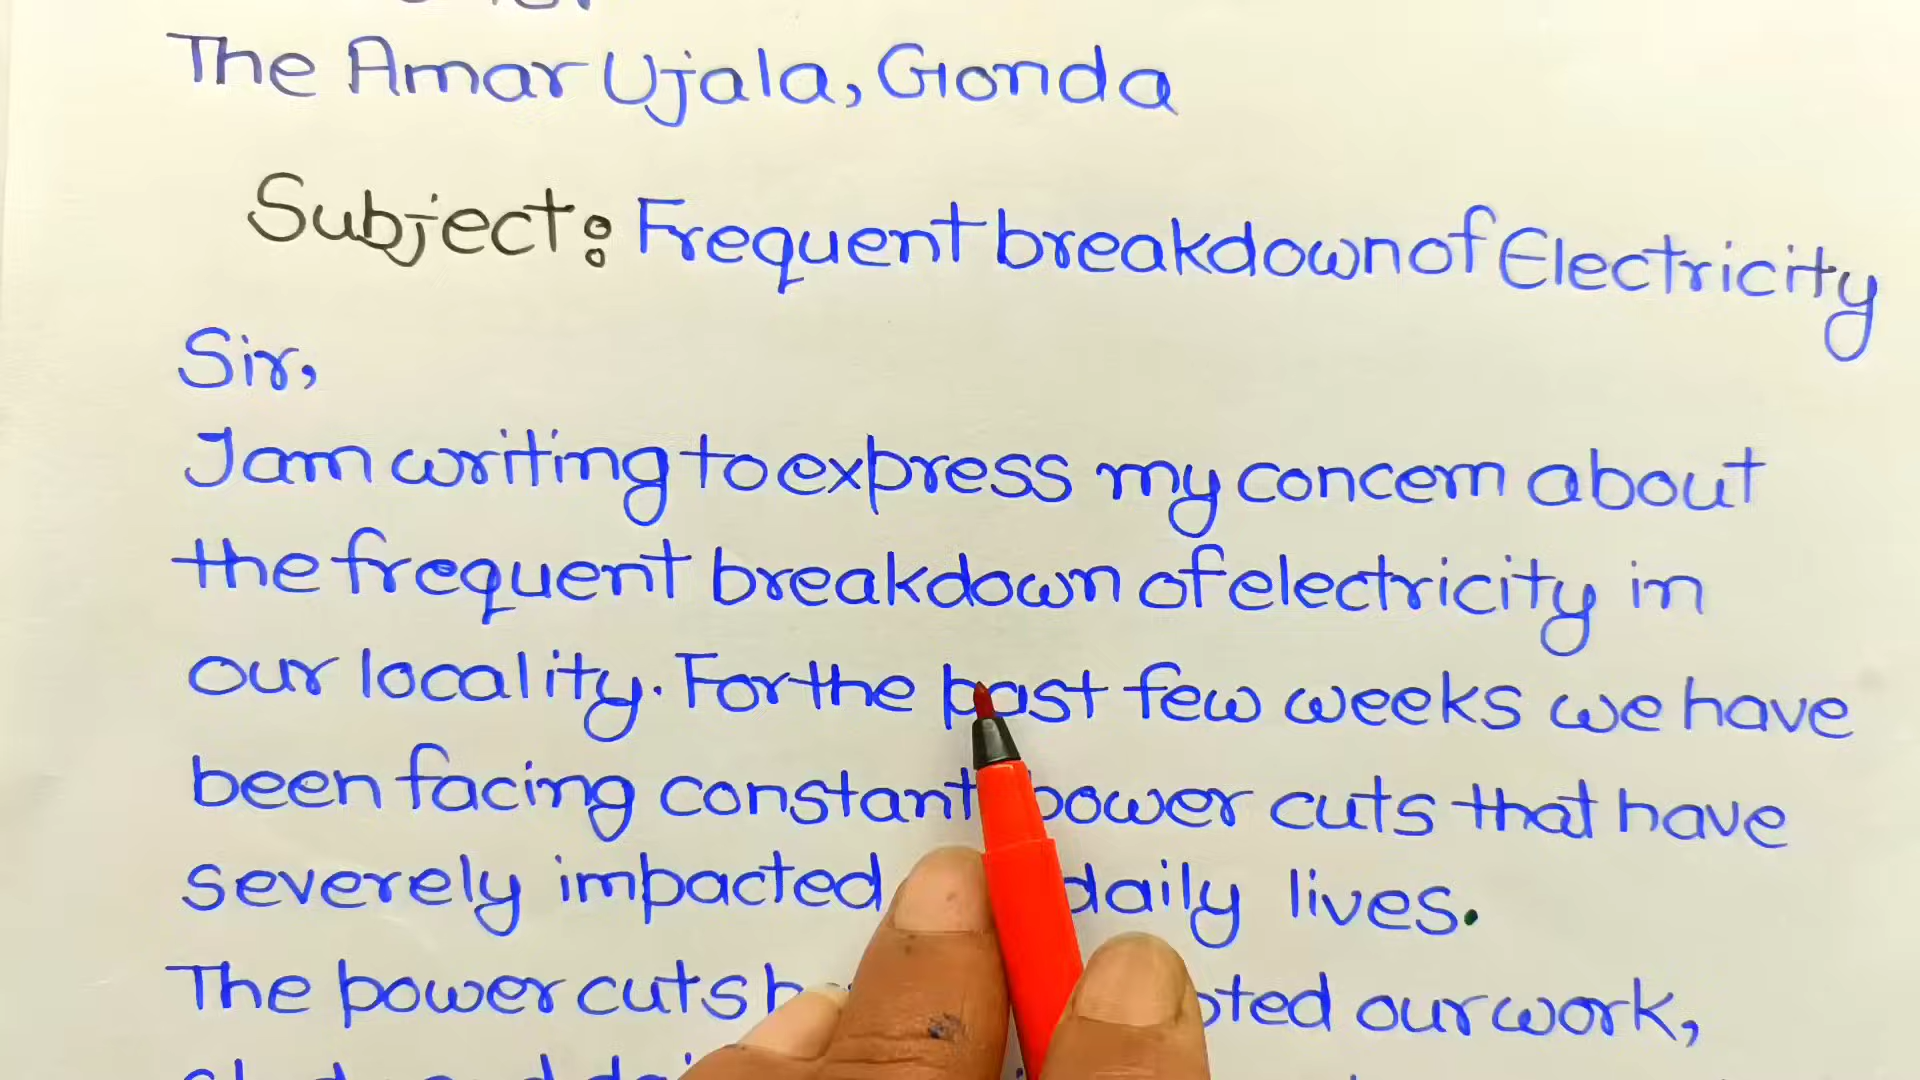 The Amar Ujala, Gonda
Subject: Frequent breakdown of Electricity
Sir,
I am writing to express my concern about
the frequent breakdown of electricity in
our locality. For the past few weeks we have
been facing constant power cuts that have
severely impacted daily lives.
The power cuts our work,